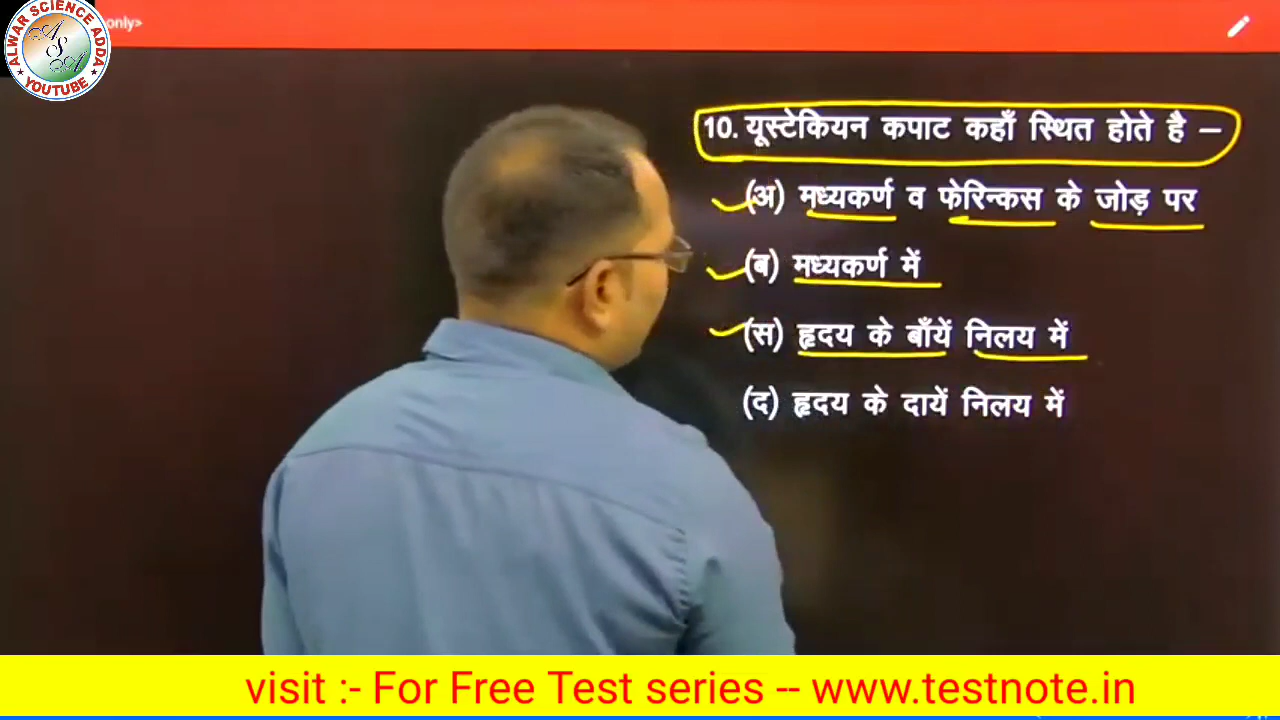 only>
ALWAR SCIENCE ADDA
ASA
YOUTUBE
10. यूस्टेकियन कपाट कहाँ स्थित होते है –
(अ) मध्यकर्ण व फेरिन्कस के जोड़ पर
(ब) मध्यकर्ण में
(स) हृदय के बाँयें निलय में
(द) हृदय के दायें निलय में
visit :- For Free Test series -- www.testnote.in